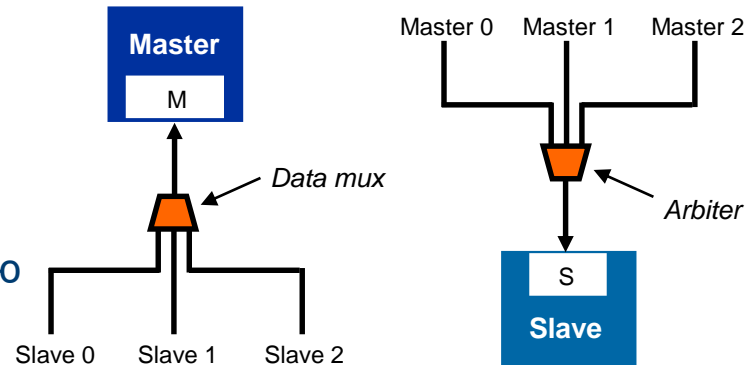 Master
M
Data mux
o
Slave 0 Slave 1 Slave 2
Master 0 Master 1 Master 2
Arbiter
S
Slave